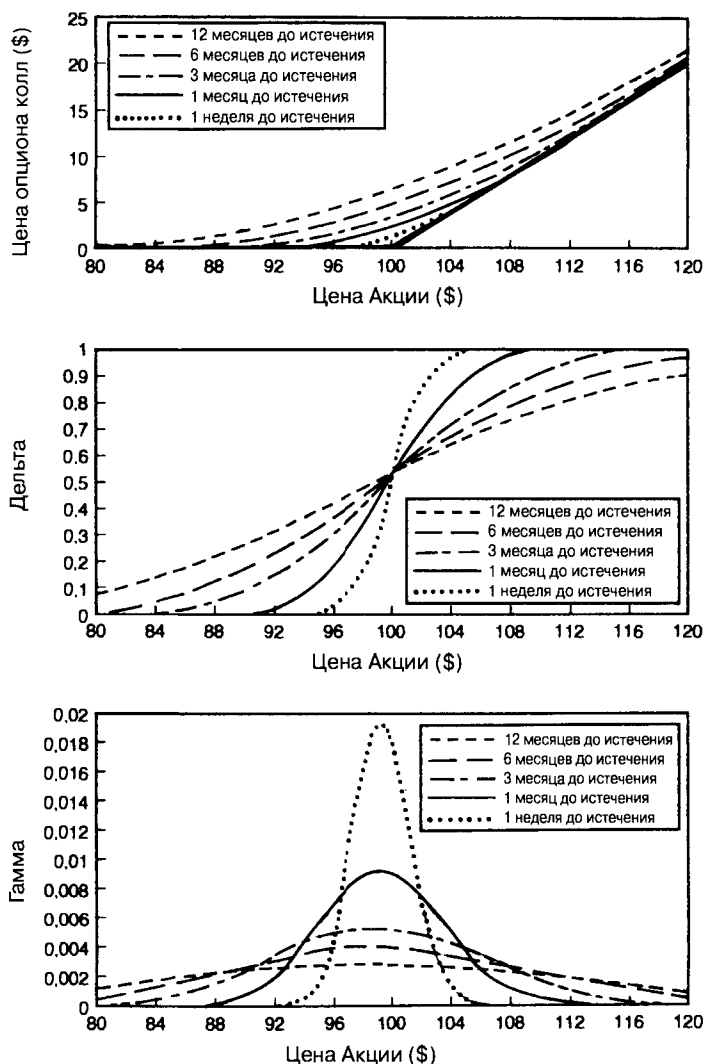 Цена опциона колл ($)
25
20
15
10
5
0
12 месяцев до истечения
6 месяцев до истечения
3 месяца до истечения
1 месяц до истечения
1 неделя до истечения
80 84 88 92 96 100 104 108 112 116 120
Цена Акции ($)
Дельта
1
0.9
0.8
0.7
0.6
0.5
0.4
0.3
0.2
0.1
0
12 месяцев до истечения
6 месяцев до истечения
3 месяца до истечения
1 месяц до истечения
1 неделя до истечения
80 84 88 92 96 100 104 108 112 116 120
Цена Акции ($)
Гамма
0.02
0.018
0,016
0,014
0,012
0,01
0,008
0,006
0,004
0,002
0
12 месяцев до истечения
6 месяцев до истечения
3 месяца до истечения
1 месяц до истечения
1 неделя до истечения
80 84 88 92 96 100 104 108 112 116 120
Цена Акции ($)